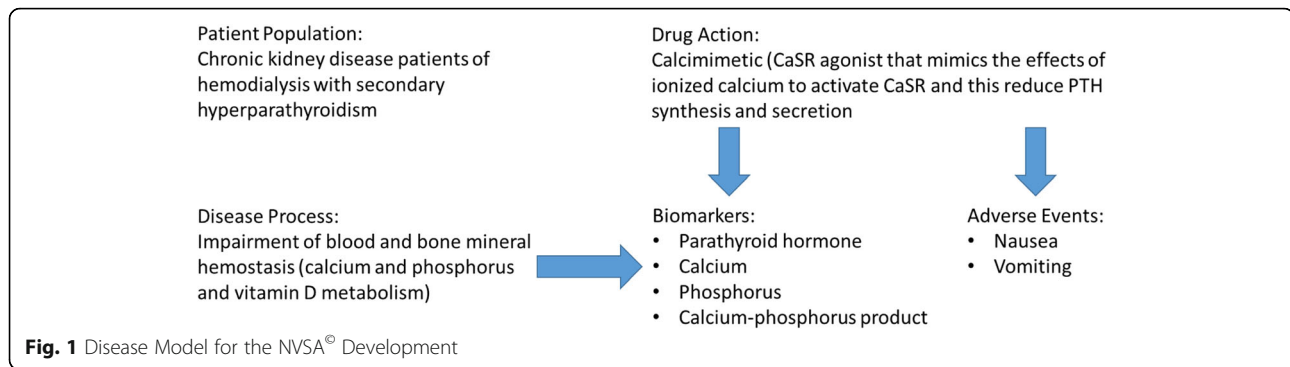 Patient Population:
Chronic kidney disease patients of
hemodialysis with secondary
hyperparathyroidism
Drug Action:
Calcimimetic (CaSR agonist that mimics the effects of
ionized calcium to activate CaSR and this reduce PTH
synthesis and secretion
Disease Process:
Impairment of blood and bone mineral
hemostasis (calcium and phosphorus
and vitamin D metabolism)
Biomarkers:
• Parathyroid hormone
• Calcium
• Phosphorus
• Calcium-phosphorus product
Adverse Events:
• Nausea
• Vomiting
Fig. 1 Disease Model for the NVSA© Development